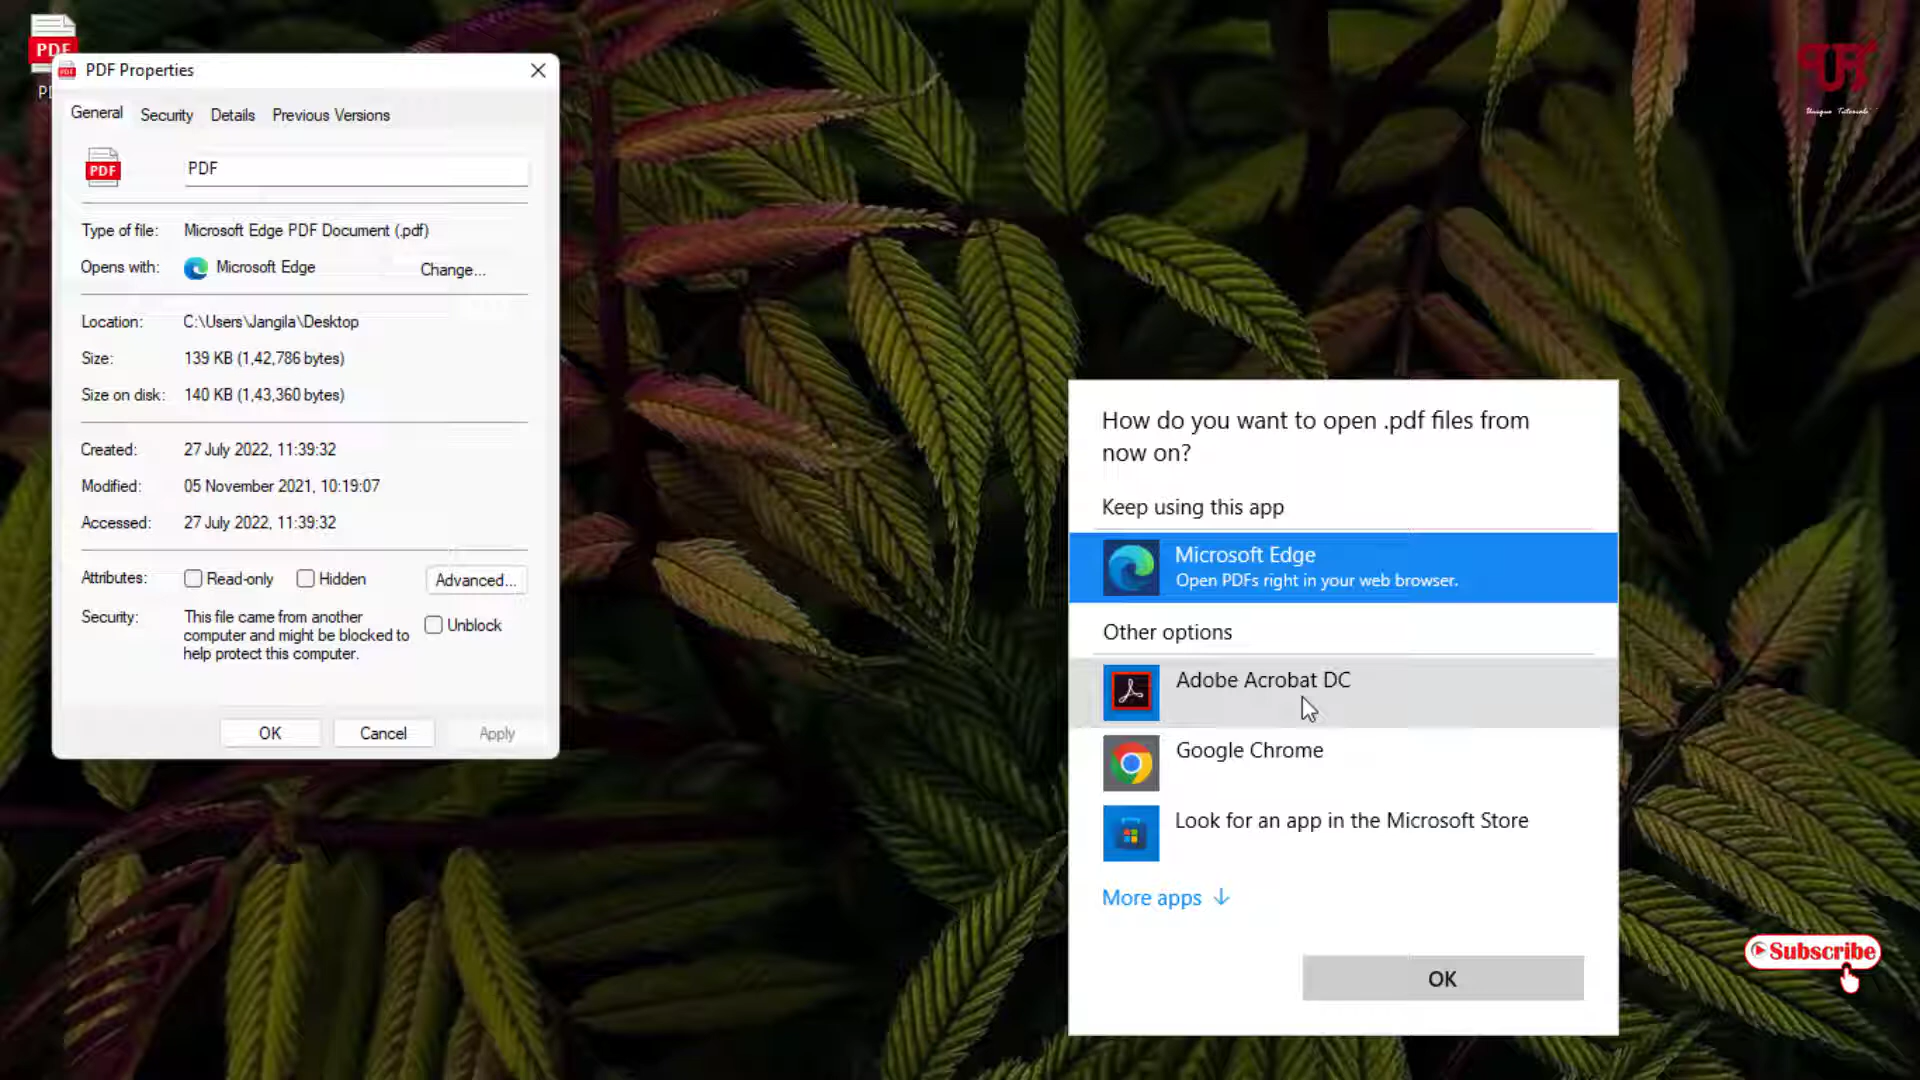 PDF
PDF Properties
General Security Details Previous Versions
PDF
PDF
Type of file: Microsoft Edge PDF Document (.pdf)
Opens with: Microsoft Edge Change...
Location: C:\Users\Jangila\Desktop
Size: 139 KB (1,42,786 bytes)
Size on disk: 140 KB (1,43,360 bytes)
Created: 27 July 2022, 11:39:32
Modified: 05 November 2021, 10:19:07
Accessed: 27 July 2022, 11:39:32
Attributes: Read-only Hidden Advanced...
Security: This file came from another
computer and might be blocked to
help protect this computer.
Unblock
OK Cancel Apply
How do you want to open .pdf files from
now on?
Keep using this app
Microsoft Edge
Open PDFs right in your web browser.
Other options
Adobe Acrobat DC
Google Chrome
Look for an app in the Microsoft Store
More apps
OK
Unique Tutorials
Subscribe